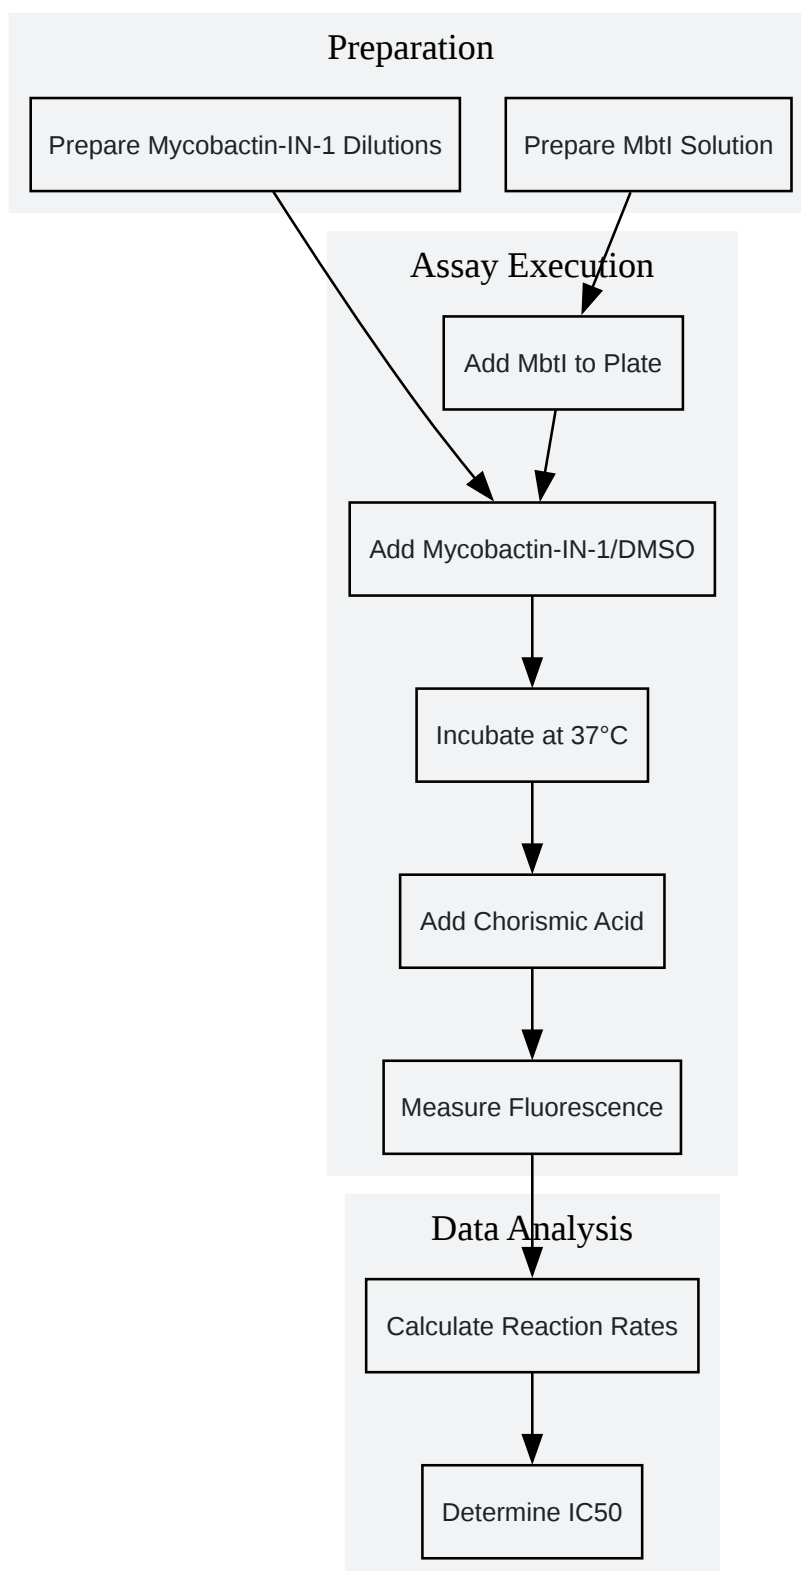 Preparation
Prepare Mycobactin-IN-1 Dilutions
Prepare MbtI Solution
Assay Execution
Add MbtI to Plate
Add Mycobactin-IN-1/DMSO
Incubate at 37°C
Add Chorismic Acid
Measure Fluorescence
Data Analysis
Calculate Reaction Rates
Determine IC50